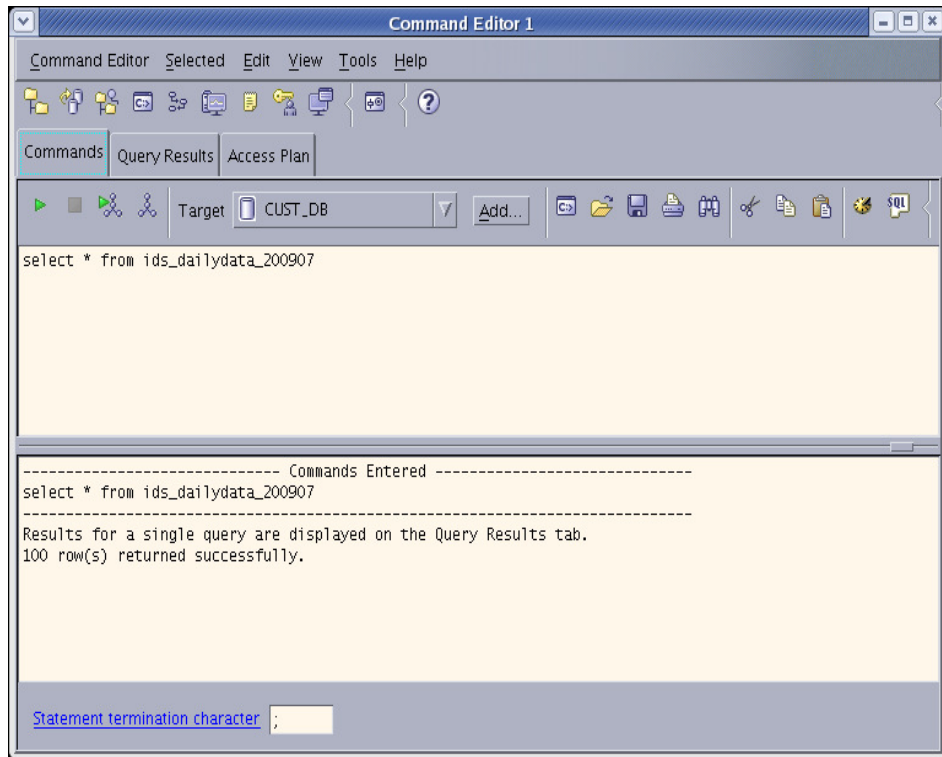 Command Editor 1
Command Editor Selected Edit View Tools Help
Commands Query Results Access Plan
Target CUST_DB Add... SQL
select * from ids_dailydata_200907
------------------------------ Commands Entered ------------------------------
select * from ids_dailydata_200907
------------------------------------------------------------------------------
Results for a single query are displayed on the Query Results tab.
100 row(s) returned successfully.
Statement termination character ;